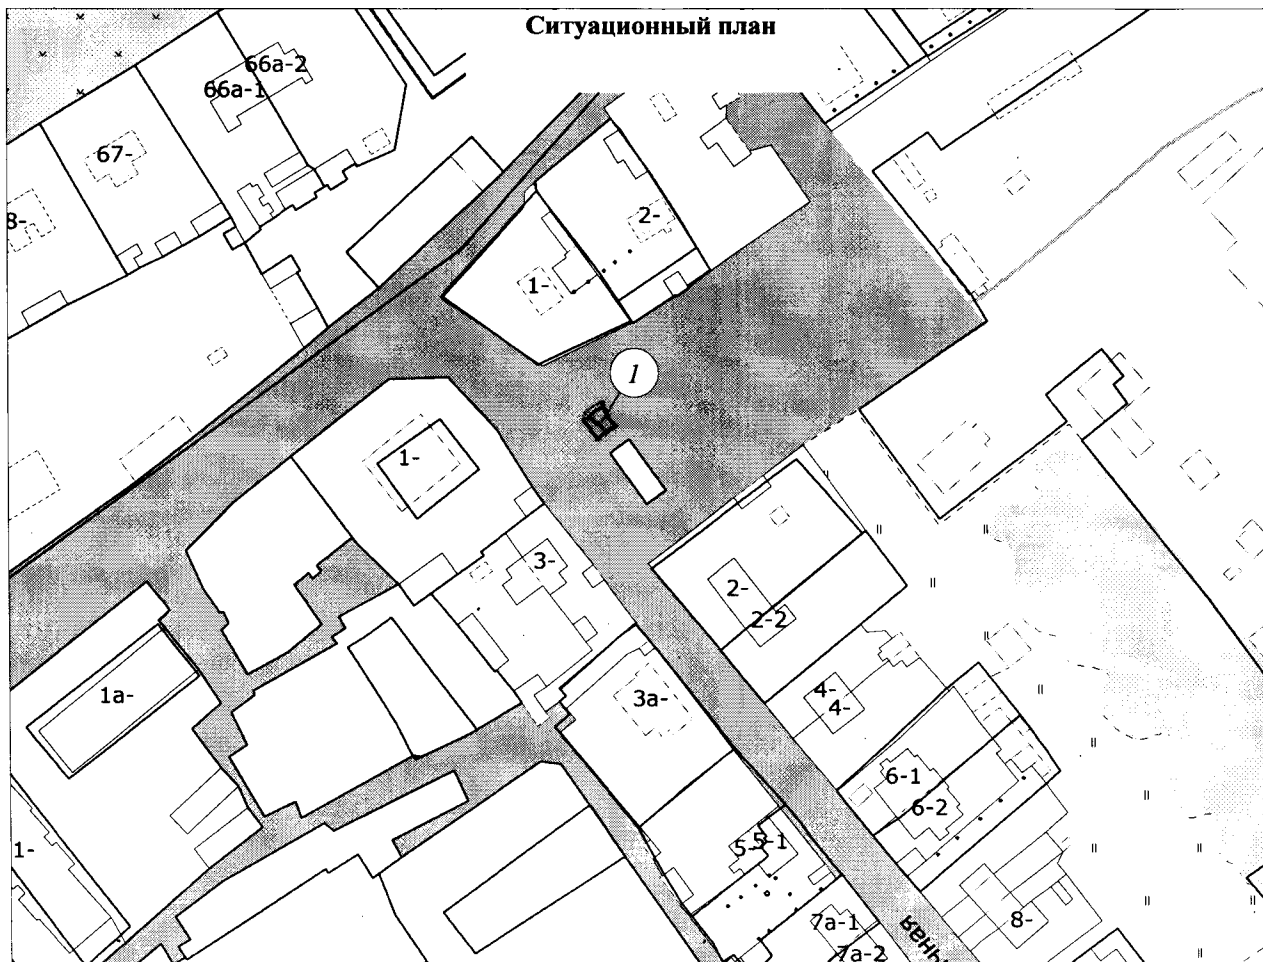 Ситуационный план
66а-2
66а-1
67-
8-
2-
1-
1
1-
3-
2-
2-2
1а-
3а-
4-
4-
6-1
6-2
1-
5-
5-1
7а-1
7а-2
8-